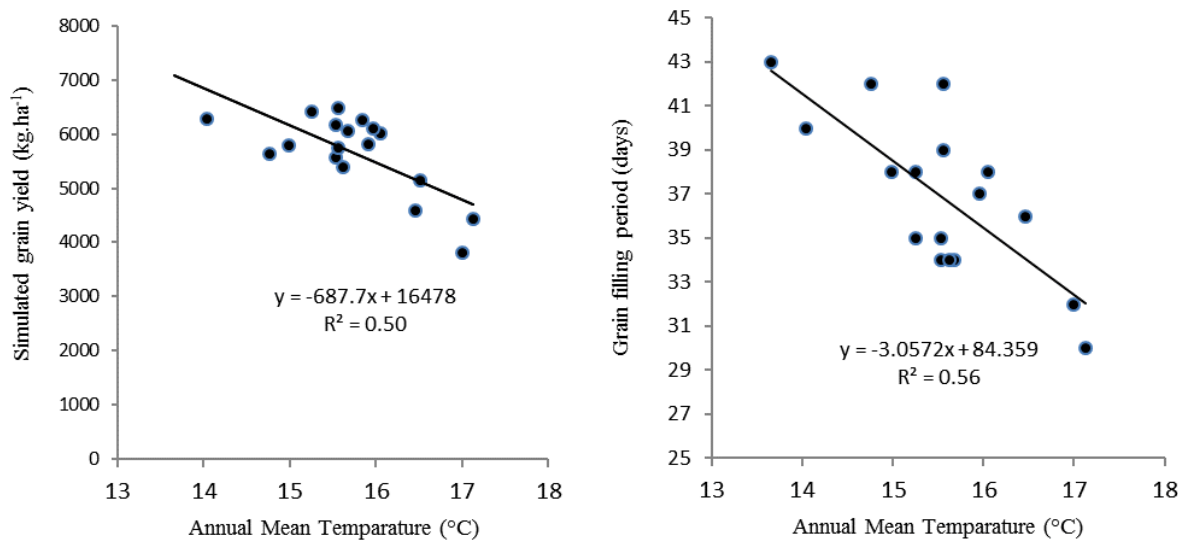 Simulated grain yield (kg.ha⁻¹)
8000
7000
6000
5000
4000
3000
2000
1000
0
y = -687.7x + 16478
R² = 0.50
13 14 15 16 17 18
Annual Mean Temparature (°C)
Grain filling period (days)
45
43
41
39
37
35
33
31
29
27
25
y = -3.0572x + 84.359
R² = 0.56
13 14 15 16 17 18
Annual Mean Temparature (°C)